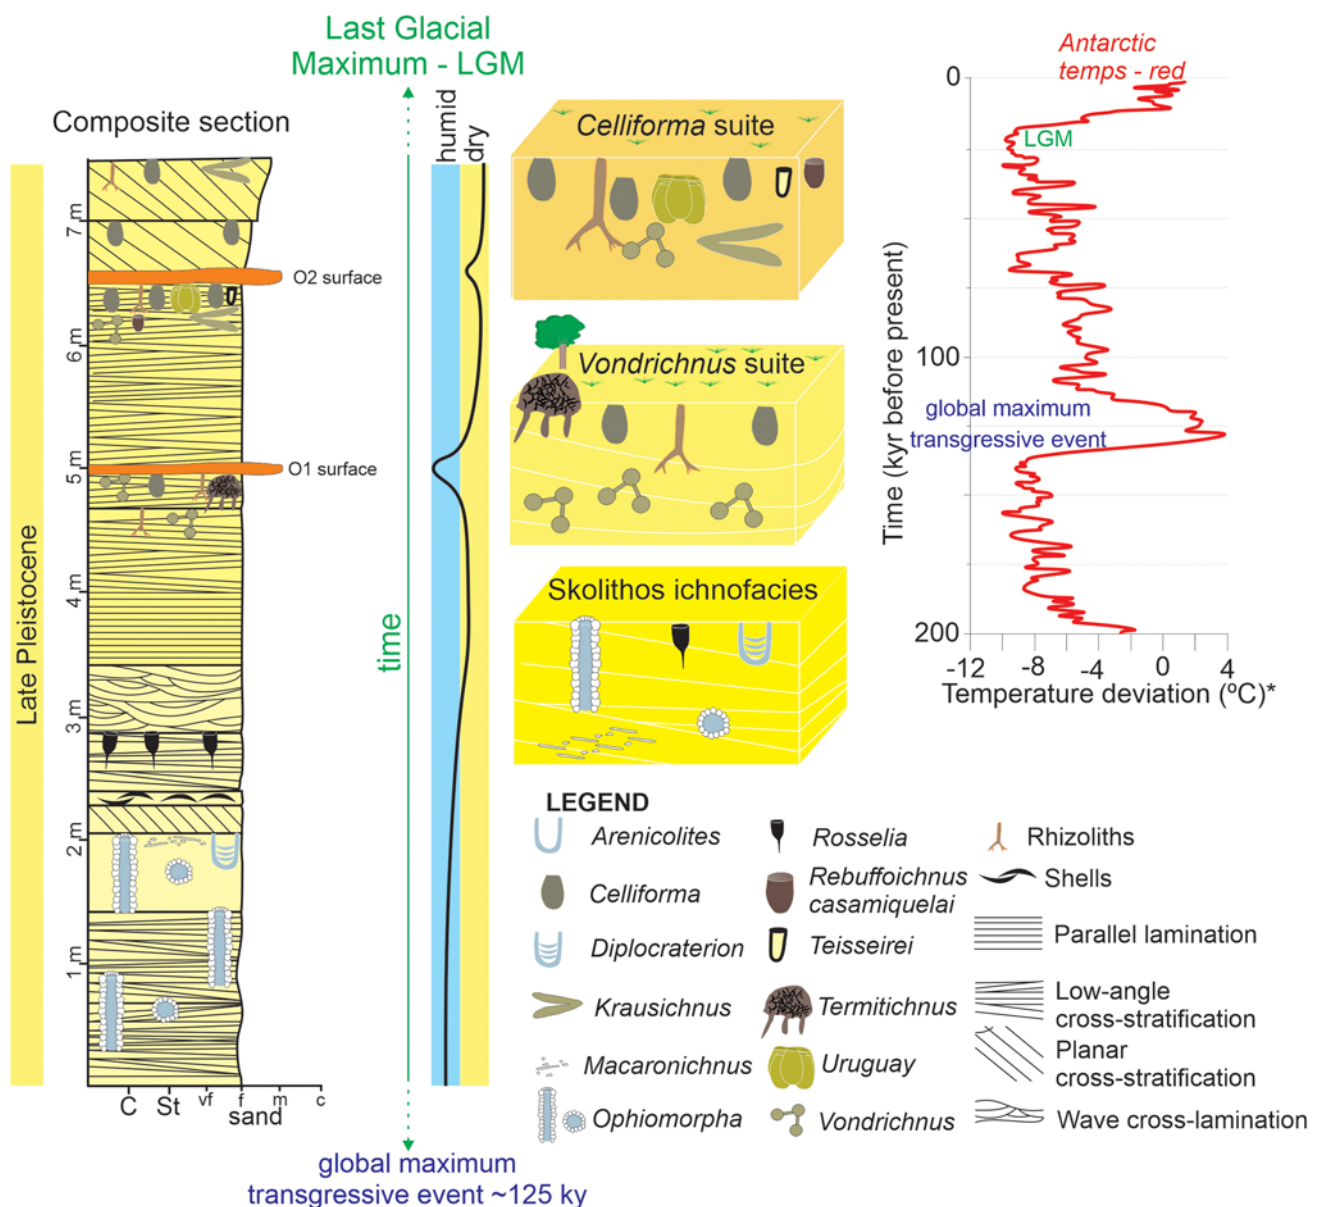 Last Glacial
Maximum - LGM
Composite section
humid
dry
Late Pleistocene
7 m
6 m
5 m
4 m
3 m
2 m
1 m
O2 surface
O1 surface
C
St
vf
f
m
c
sand
time
global maximum
transgressive event ~125 ky
Celliforma suite
Vondrichnus suite
Skolithos ichnofacies
Antarctic
temps - red
0
LGM
100
global maximum
transgressive event
200
Time (kyr before present)
-12
-8
-4
0
4
Temperature deviation (ºC)*
LEGEND
Arenicolites
Celliforma
Diplocraterion
Krausichnus
Macaronichnus
Ophiomorpha
Rosselia
Rebuffoichnus
casamiquelai
Teisseirei
Termitichnus
Uruguay
Vondrichnus
Rhizoliths
Shells
Parallel lamination
Low-angle
cross-stratification
Planar
cross-stratification
Wave cross-lamination